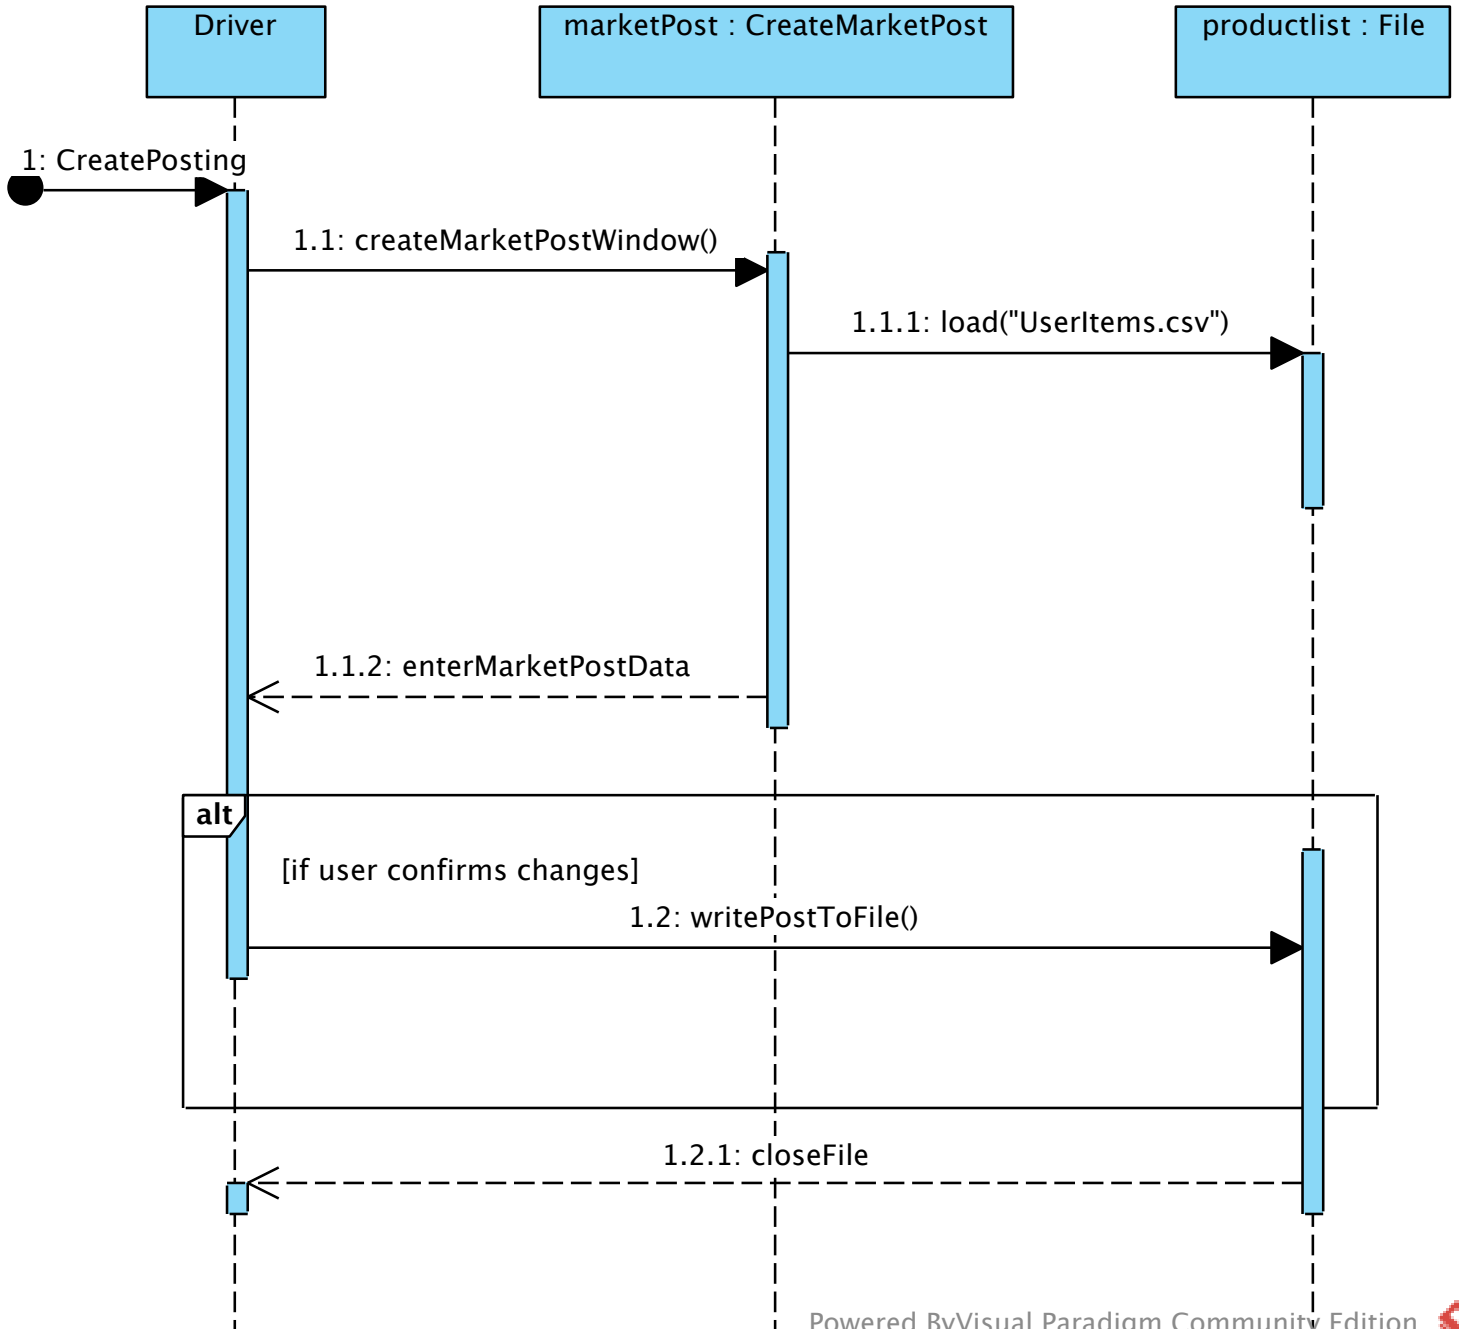 Driver
marketPost : CreateMarketPost
productlist : File
1: CreatePosting
1.1: createMarketPostWindow()
1.1.1: load("UserItems.csv")
1.1.2: enterMarketPostData
alt
[if user confirms changes]
1.2: writePostToFile()
1.2.1: closeFile
Powered ByVisual Paradigm Community Edition